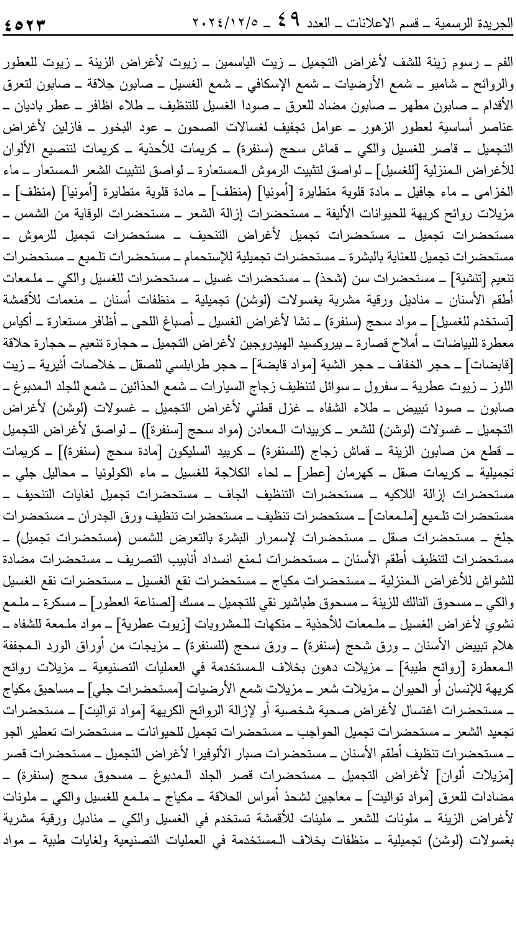 الجريدة الرسمية – قسم الاعلانات – العدد ٤٩ – ٢٠٢٤/١٢/٥ ٤٥٢٣
الفم – رسوم زينة للشف لأغراض التجميل – زيت الياسمين – زيوت لأغراض الزينة – زيوت للعطور
والروائح – شامبو – شمع الأرضيات – شمع الإسكافي – شمع الغسيل – صابون حلاقة – صابون لتعرق
الأقدام – صابون مطهر – صابون مضاد للعرق – صودا الغسيل للتنظيف – طلاء اظافر – عطر باديان –
عناصر أساسية لعطور الزهور – عوامل تجفيف لغسالات الصحون – عود البخور – فازلين لأغراض
التجميل – قاصر للغسيل والكي – قماش سحج (سنفرة) – كريمات للأحذية – كريمات لتنصيع الألوان
للأغراض المنزلية [للغسيل] – لواصق لتثبيت الرموش المستعارة – لواصق لتثبيت الشعر المستعار – ماء
الخزامى – ماء جافيل – مادة قلوية متطايرة [أمونيا] (منظف) – مادة قلوية متطايرة [أمونيا] (منظف) –
مزيلات روائح كريهة للحيوانات الأليفة – مستحضرات إزالة الشعر – مستحضرات الوقاية من الشمس –
مستحضرات تجميل – مستحضرات تجميل لأغراض التنحيف – مستحضرات تجميل للرموش –
مستحضرات تجميل للعناية بالبشرة – مستحضرات تجميلية للإستحمام – مستحضرات تلميع – مستحضرات
تنعيم [تنشية] – مستحضرات سن (شحذ) – مستحضرات غسيل – مستحضرات للغسيل والكي – ملمعات
أطقم الأسنان – مناديل ورقية مشربة بغسولات (لوشن) تجميلية – منظفات أسنان – منعمات للأقمشة
[تستخدم للغسيل] – مواد سحج (سنفرة) – نشا لأغراض الغسيل – أصباغ اللحى – أظافر مستعارة – أكياس
معطرة للبياضات – أملاح قصارة – بيروكسيد الهيدروجين لأغراض التجميل – حجارة تنعيم – حجارة حلاقة
[قابضات] – حجر الخفاف – حجر الشبة [مواد قابضة] – حجر طرابلسي للصقل – خلاصات أثيرية – زيت
اللوز – زيوت عطرية – سفرول – سوائل لتنظيف زجاج السيارات – شمع الحذائين – شمع للجلد المدبوغ –
صابون – صودا تبييض – طلاء الشفاه – غزل قطني لأغراض التجميل – غسولات (لوشن) لأغراض
التجميل – غسولات (لوشن) للشعر – كربيدات المعادن (مواد سحج [سنفرة]) – لواصق لأغراض التجميل
– قطع من صابون الزينة – قماش زجاج (للسنفرة) – كربيد السليكون [مادة سحج (سنفرة)] – كريمات
تجميلية – كريمات صقل – كهرمان [عطر] – لحاء الكلاجة للغسيل – ماء الكولونيا – محاليل جلي –
مستحضرات إزالة اللاكيه – مستحضرات التنظيف الجاف – مستحضرات تجميل لغايات التنحيف –
مستحضرات تلميع [ملمعات] – مستحضرات تنظيف – مستحضرات تنظيف ورق الجدران – مستحضرات
جلخ – مستحضرات صقل – مستحضرات لإسمرار البشرة بالتعرض للشمس (مستحضرات تجميل) –
مستحضرات لتنظيف أطقم الأسنان – مستحضرات لمنع انسداد أنابيب التصريف – مستحضرات مضادة
للشواش للأغراض المنزلية – مستحضرات مكياج – مستحضرات نقع الغسيل – مستحضرات نقع الغسيل
والكي – مسحوق التالك للزينة – مسحوق طباشير نقي للتجميل – مسك [لصناعة العطور] – مسكرة – ملمع
نشوي لأغراض الغسيل – ملمعات للأحذية – منكهات للمشروبات [زيوت عطرية] – مواد ملمعة للشفاه –
هلام تبييض الأسنان – ورق شحج (سنفرة) – ورق سحج (للسنفرة) – مزيجات من أوراق الورد المجففة
المعطرة [روائح طيبة] – مزيلات دهون بخلاف المستخدمة في العمليات التصنيعية – مزيلات روائح
كريهة للإنسان أو الحيوان – مزيلات شعر – مزيلات شمع الأرضيات [مستحضرات جلي] – مساحيق مكياج
– مستحضرات اغتسال لأغراض صحية شخصية أو لإزالة الروائح الكريهة [مواد تواليت] – مستحضرات
تجعيد الشعر – مستحضرات تجميل الحواجب – مستحضرات تجميل للحيوانات – مستحضرات تعطير الجو
– مستحضرات تنظيف أطقم الأسنان – مستحضرات صبار الألوفيرا لأغراض التجميل – مستحضرات قصر
[مزيلات ألوان] لأغراض التجميل – مستحضرات قصر الجلد المدبوغ – مسحوق سحج (سنفرة) –
مضادات للعرق [مواد تواليت] – معاجين لشحذ أمواس الحلاقة – مكياج – ملمع للغسيل والكي – ملونات
لأغراض الزينة – ملونات للشعر – ملينات للأقمشة تستخدم في الغسيل والكي – مناديل ورقية مشربة
بغسولات (لوشن) تجميلية – منظفات بخلاف المستخدمة في العمليات التصنيعية ولغايات طبية – مواد